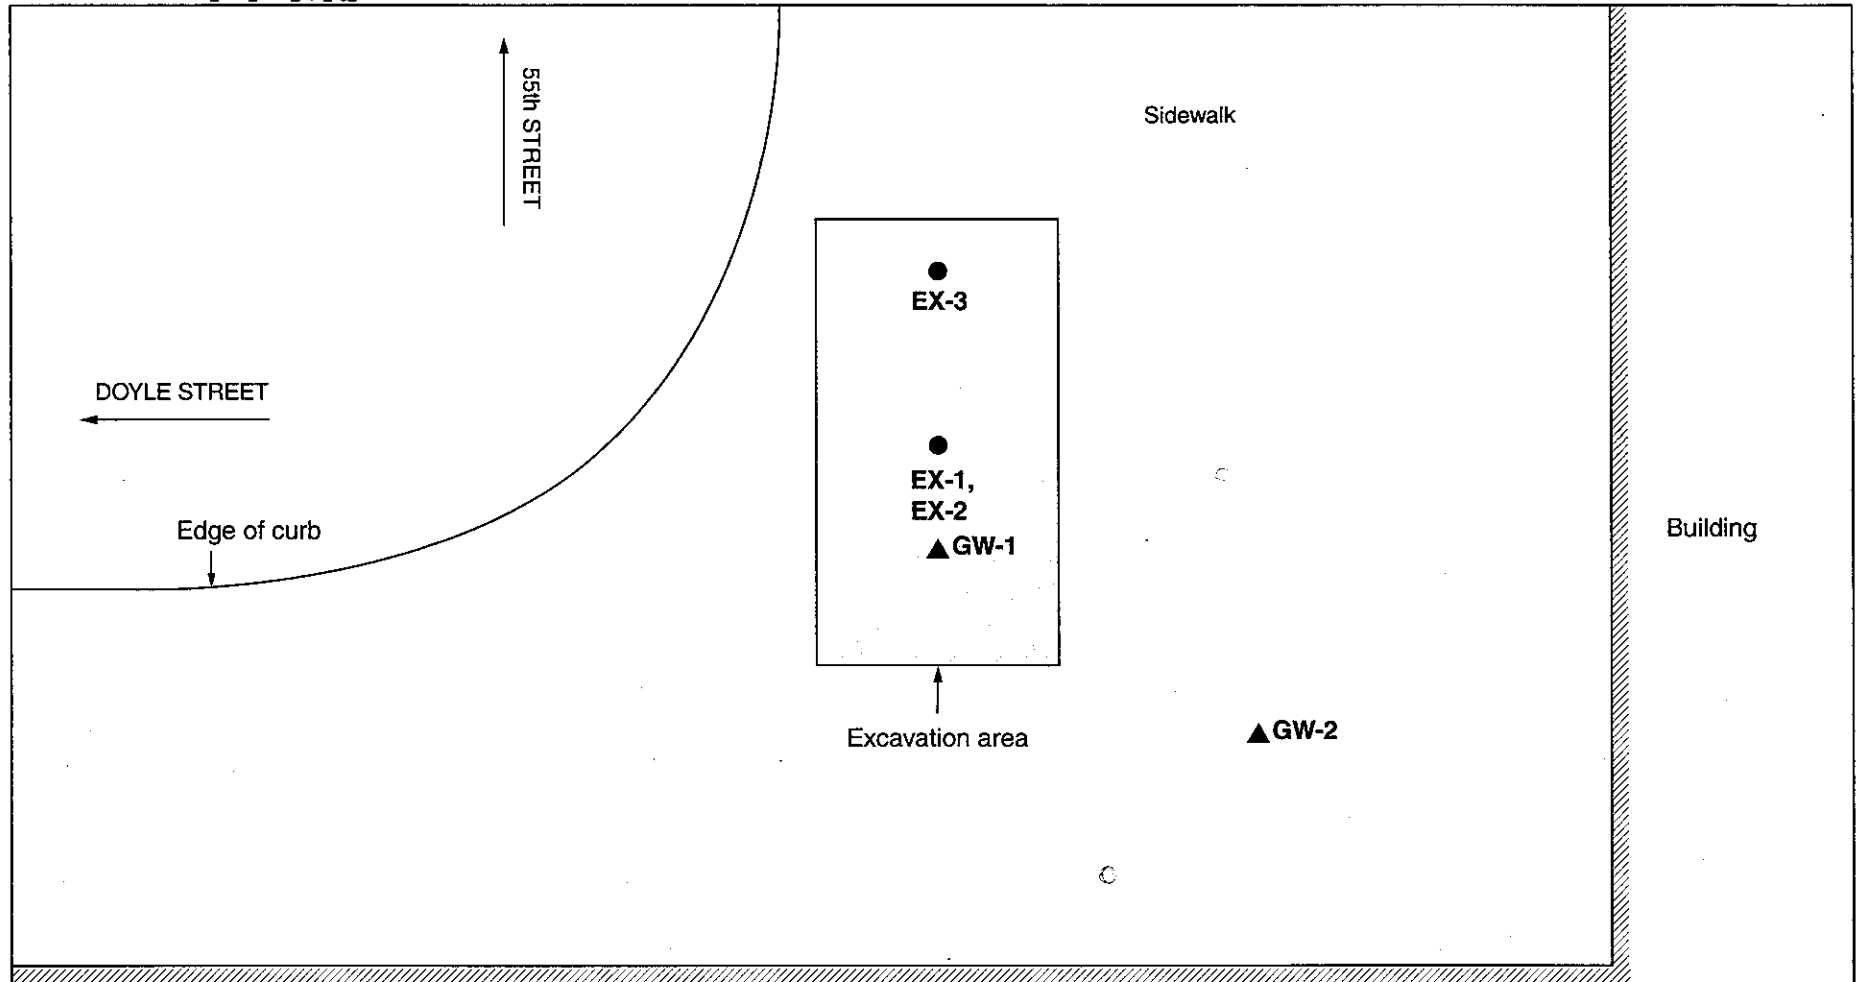 55th STREET
Sidewalk
EX-3
DOYLE STREET
EX-1,
EX-2
Edge of curb
GW-1
Building
GW-2
Excavation area